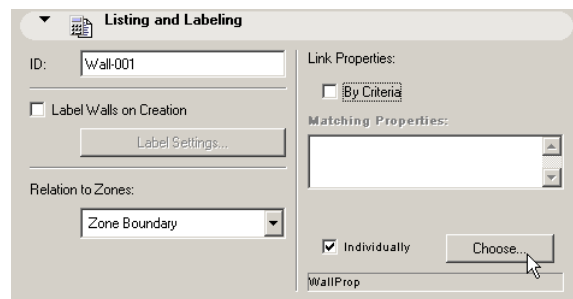 Listing and Labeling
ID:
Wall-001
Label Walls on Creation
Label Settings...
Relation to Zones:
Zone Boundary
Link Properties:
By Criteria
Matching Properties:
Individually
Choose...
WallProp